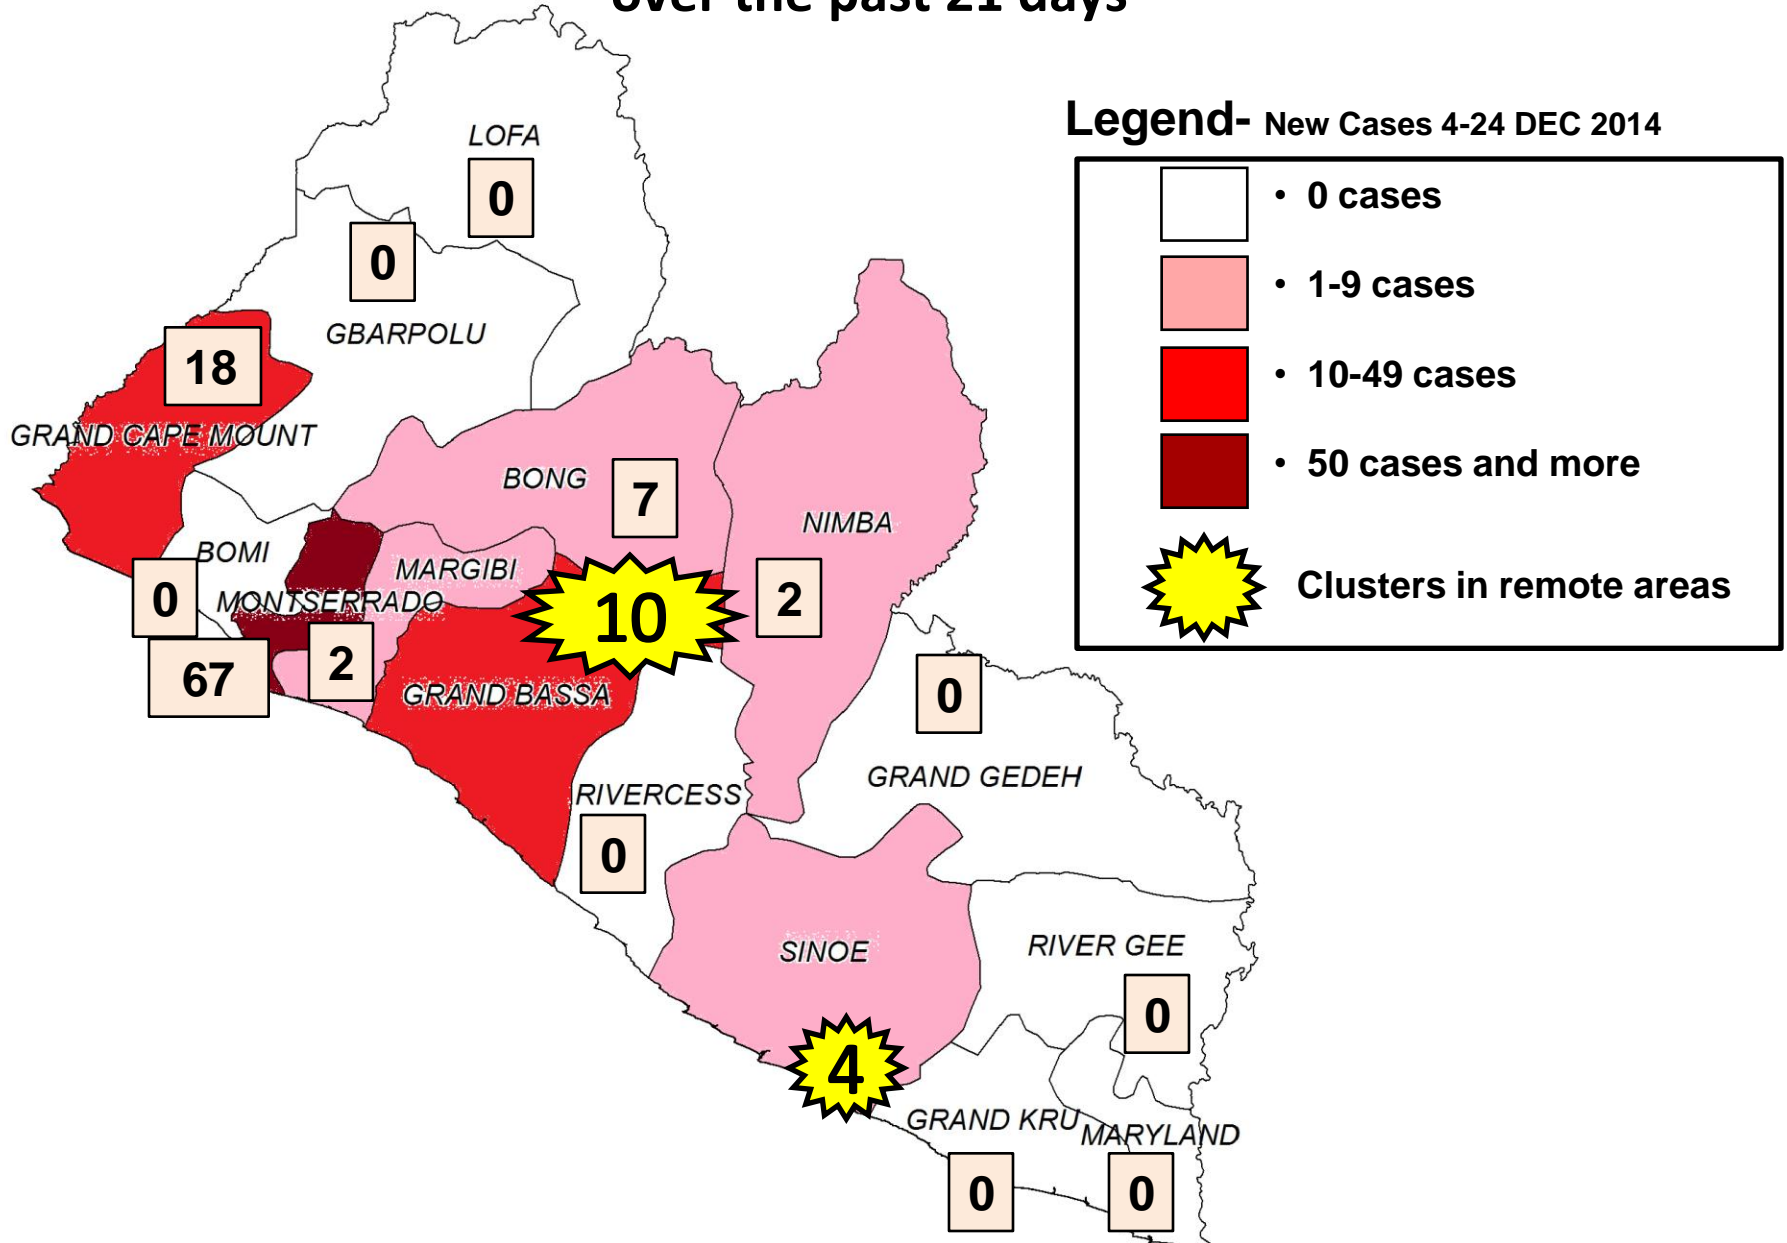 over the past 21 days
Legend- New Cases 4-24 DEC 2014
• 0 cases
• 1-9 cases
• 10-49 cases
• 50 cases and more
Clusters in remote areas
LOFA
0
0
GBARPOLU
18
GRAND CAPE MOUNT
BONG
7
NIMBA
BOMI
0
MARGIBI
MONTSERRADO
10
2
67
2
GRAND BASSA
0
GRAND GEDEH
RIVERCESS
0
SINOE
RIVER GEE
0
4
GRAND KRU
MARYLAND
0
0